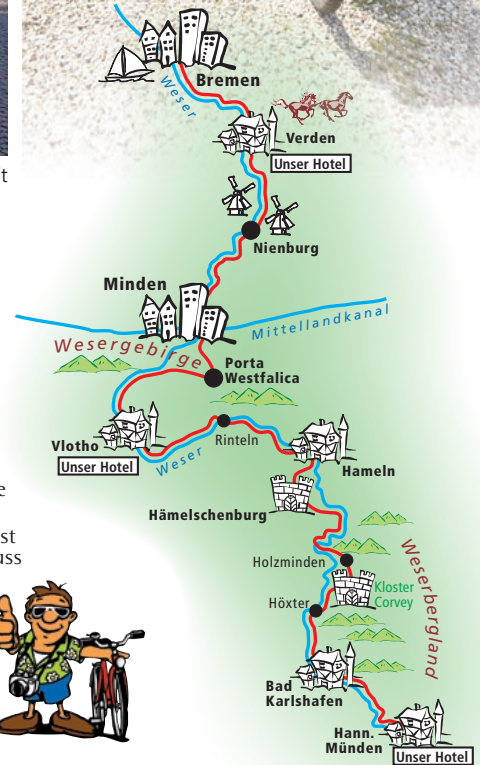 Bremen
Weser
Verden
Unser Hotel
Nienburg
Minden
Mittellandkanal
Wesergebirge
Porta
Westfalica
Vlotho
Unser Hotel
Rinteln
Weser
Hameln
Hämelschenburg
Holzminden
Kloster
Corvey
Weserbergland
Höxter
Bad
Karlshafen
Hann.
Münden
Unser Hotel